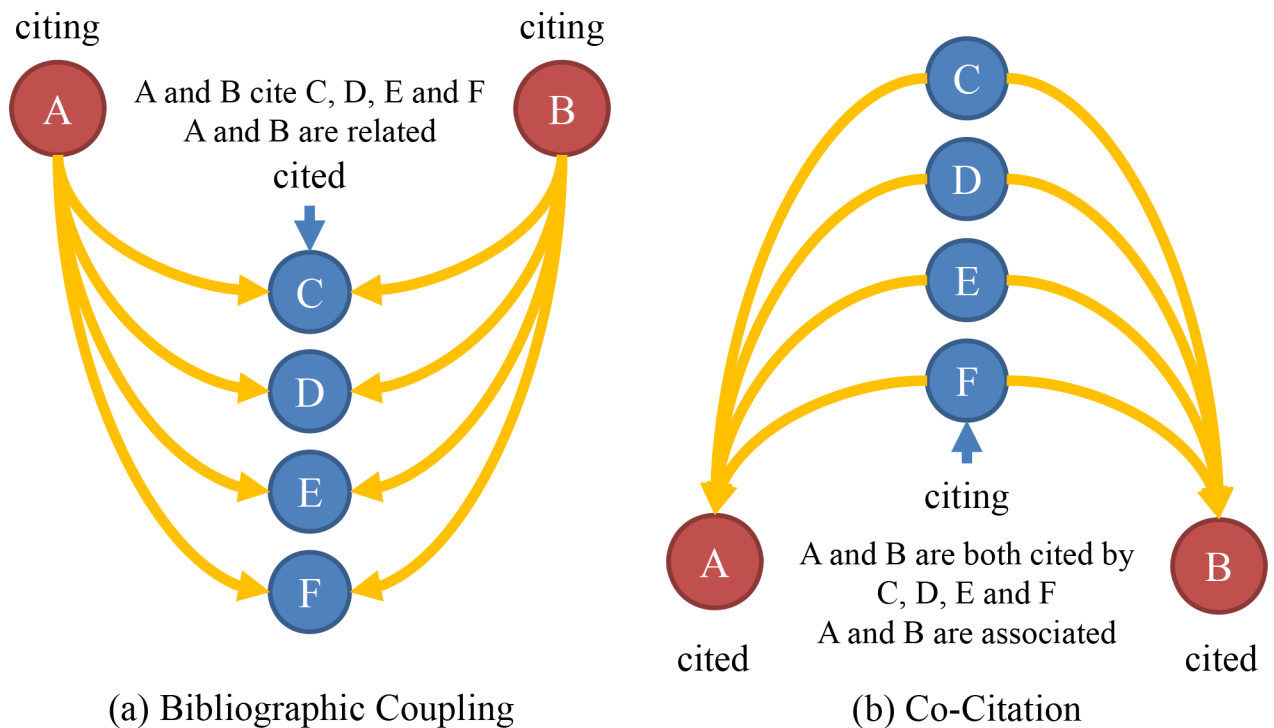 citing
citing
A
B
A and B cite C, D, E and F
A and B are related
cited
C
D
E
F
(a) Bibliographic Coupling
C
D
E
F
citing
A
B
A and B are both cited by
C, D, E and F
A and B are associated
cited
cited
(b) Co-Citation